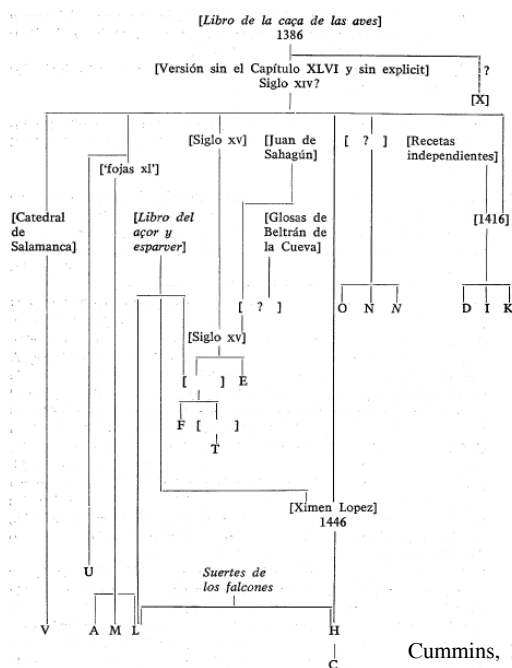 [Libro de la caça de las aves]
1386
[Versión sin el Capítulo XLVI y sin explicit]
Siglo XIV?
?
[X]
[Siglo xv]
[Juan de
Sahagún]
[ ? ]
[Recetas
independientes]
['fojas xl']
[Catedral
de
Salamanca]
[Libro del
açor y
esparver]
[Glosas de
Beltrán de
la Cueva]
[1416]
[ ? ]
O N N D I K
[Siglo xv]
[ ] E
F [ ]
T
[Ximen Lopez]
1446
U
Suertes de
los falcones
V A M L H
C
Cummins,